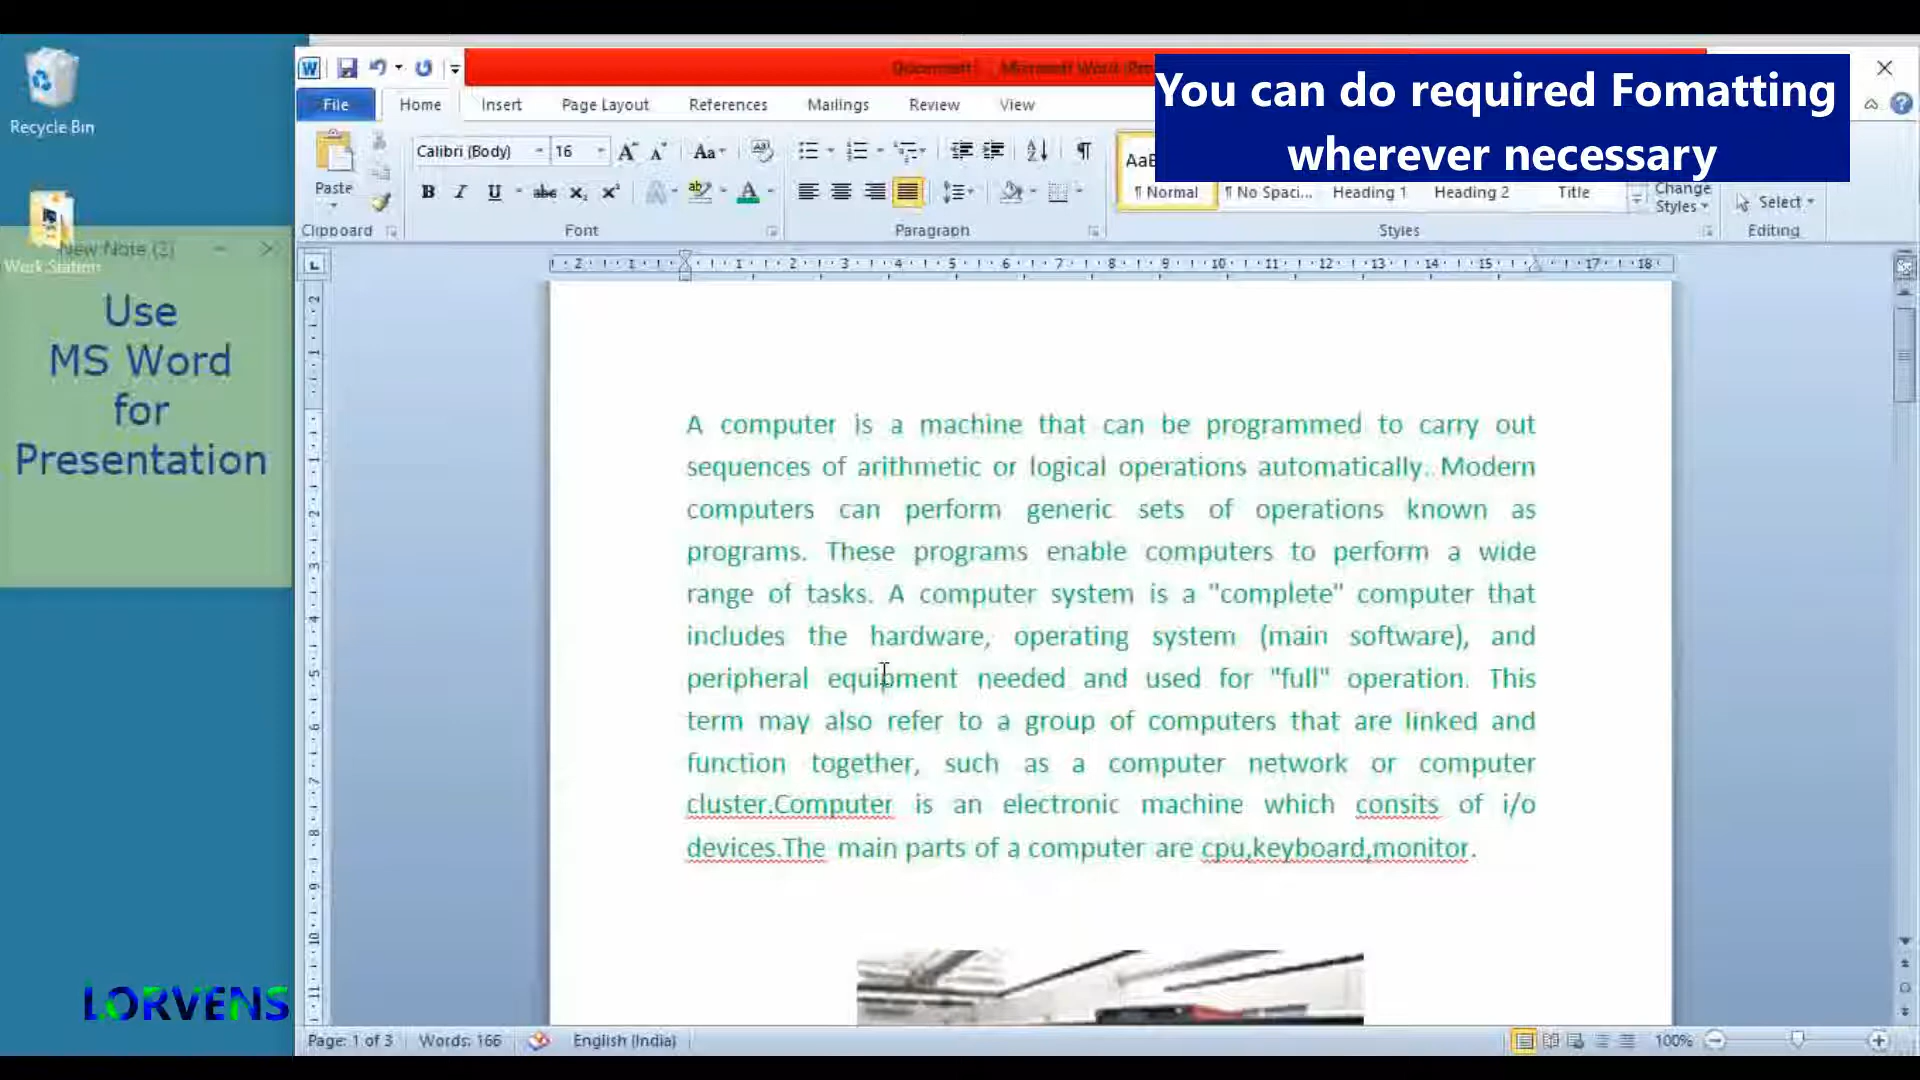 Recycle Bin
Work Station
New Note (3)
Use
MS Word
for
Presentation
LORVENS
You can do required Fomatting
wherever necessary
File Home Insert Page Layout References Mailings Review View
Calibri (Body) 16
Paste
Clipboard Font Paragraph Styles Editing
¶ Normal ¶ No Spaci... Heading 1 Heading 2 Title
Change
Styles
Select
A computer is a machine that can be programmed to carry out
sequences of arithmetic or logical operations automatically. Modern
computers can perform generic sets of operations known as
programs. These programs enable computers to perform a wide
range of tasks. A computer system is a "complete" computer that
includes the hardware, operating system (main software), and
peripheral equipment needed and used for "full" operation. This
term may also refer to a group of computers that are linked and
function together, such as a computer network or computer
cluster.Computer is an electronic machine which consits of i/o
devices.The main parts of a computer are cpu,keyboard,monitor.
Page: 1 of 3 Words: 166 English (India) 100%